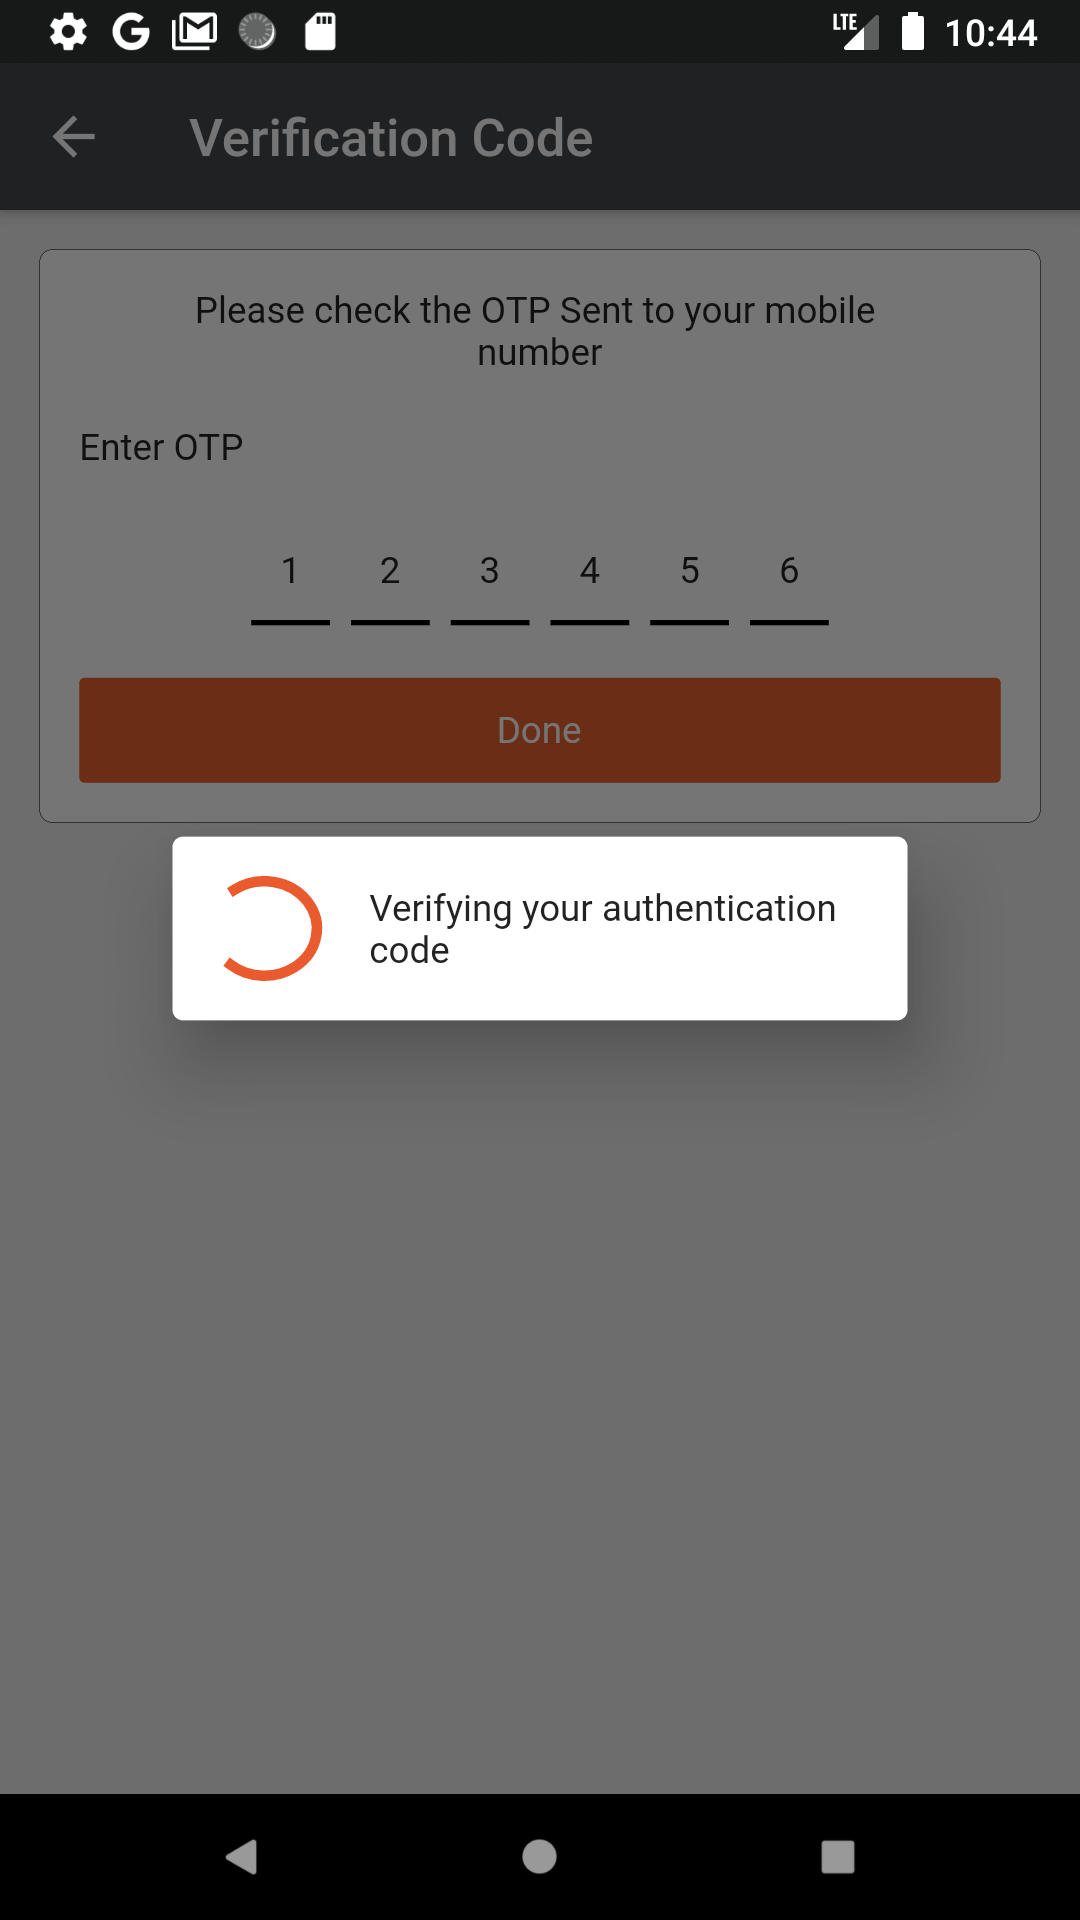 LTE 10:44
Verification Code
Please check the OTP Sent to your mobile
number
Enter OTP
1 2 3 4 5 6
Done
Verifying your authentication
code